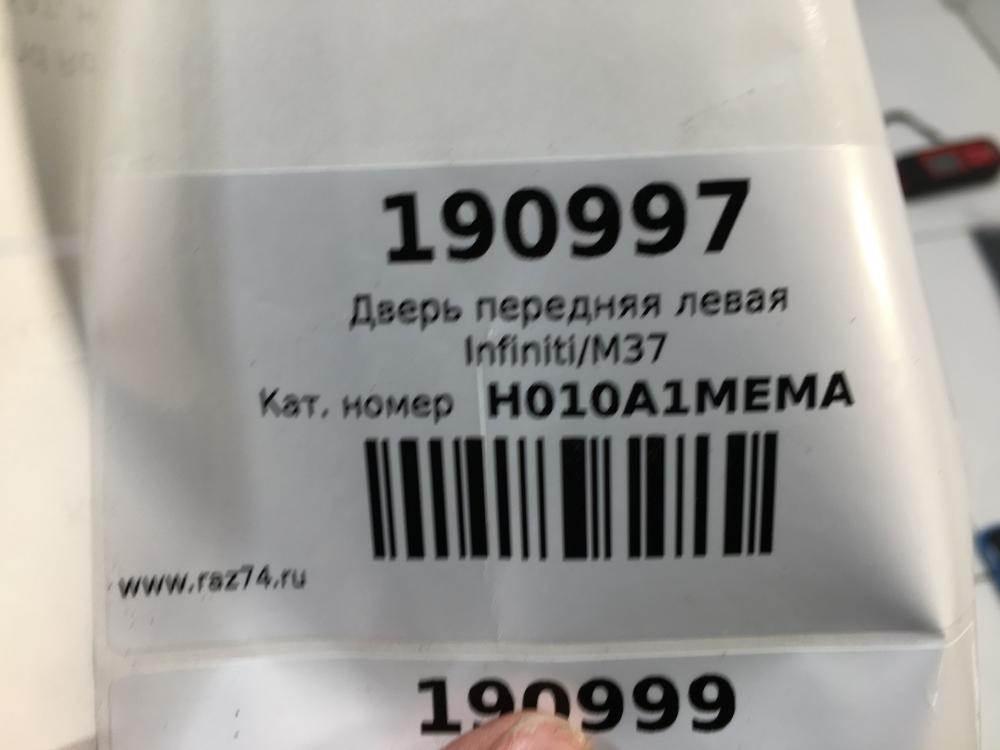 190997
Дверь передняя левая
Infiniti/M37
Кат. номер H010A1MEMA
www.raz74.ru
190999